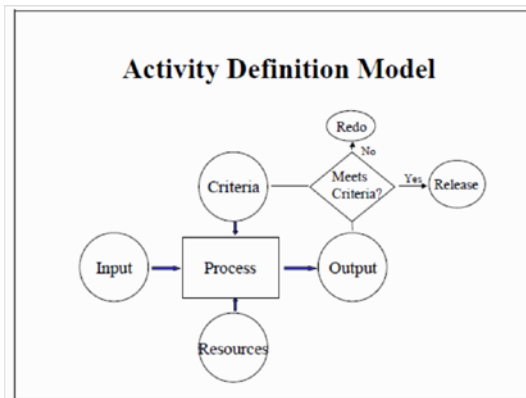 Activity Definition Model
Redo
No
Criteria
Meets
Criteria?
Yes
Release
Input
Process
Output
Resources